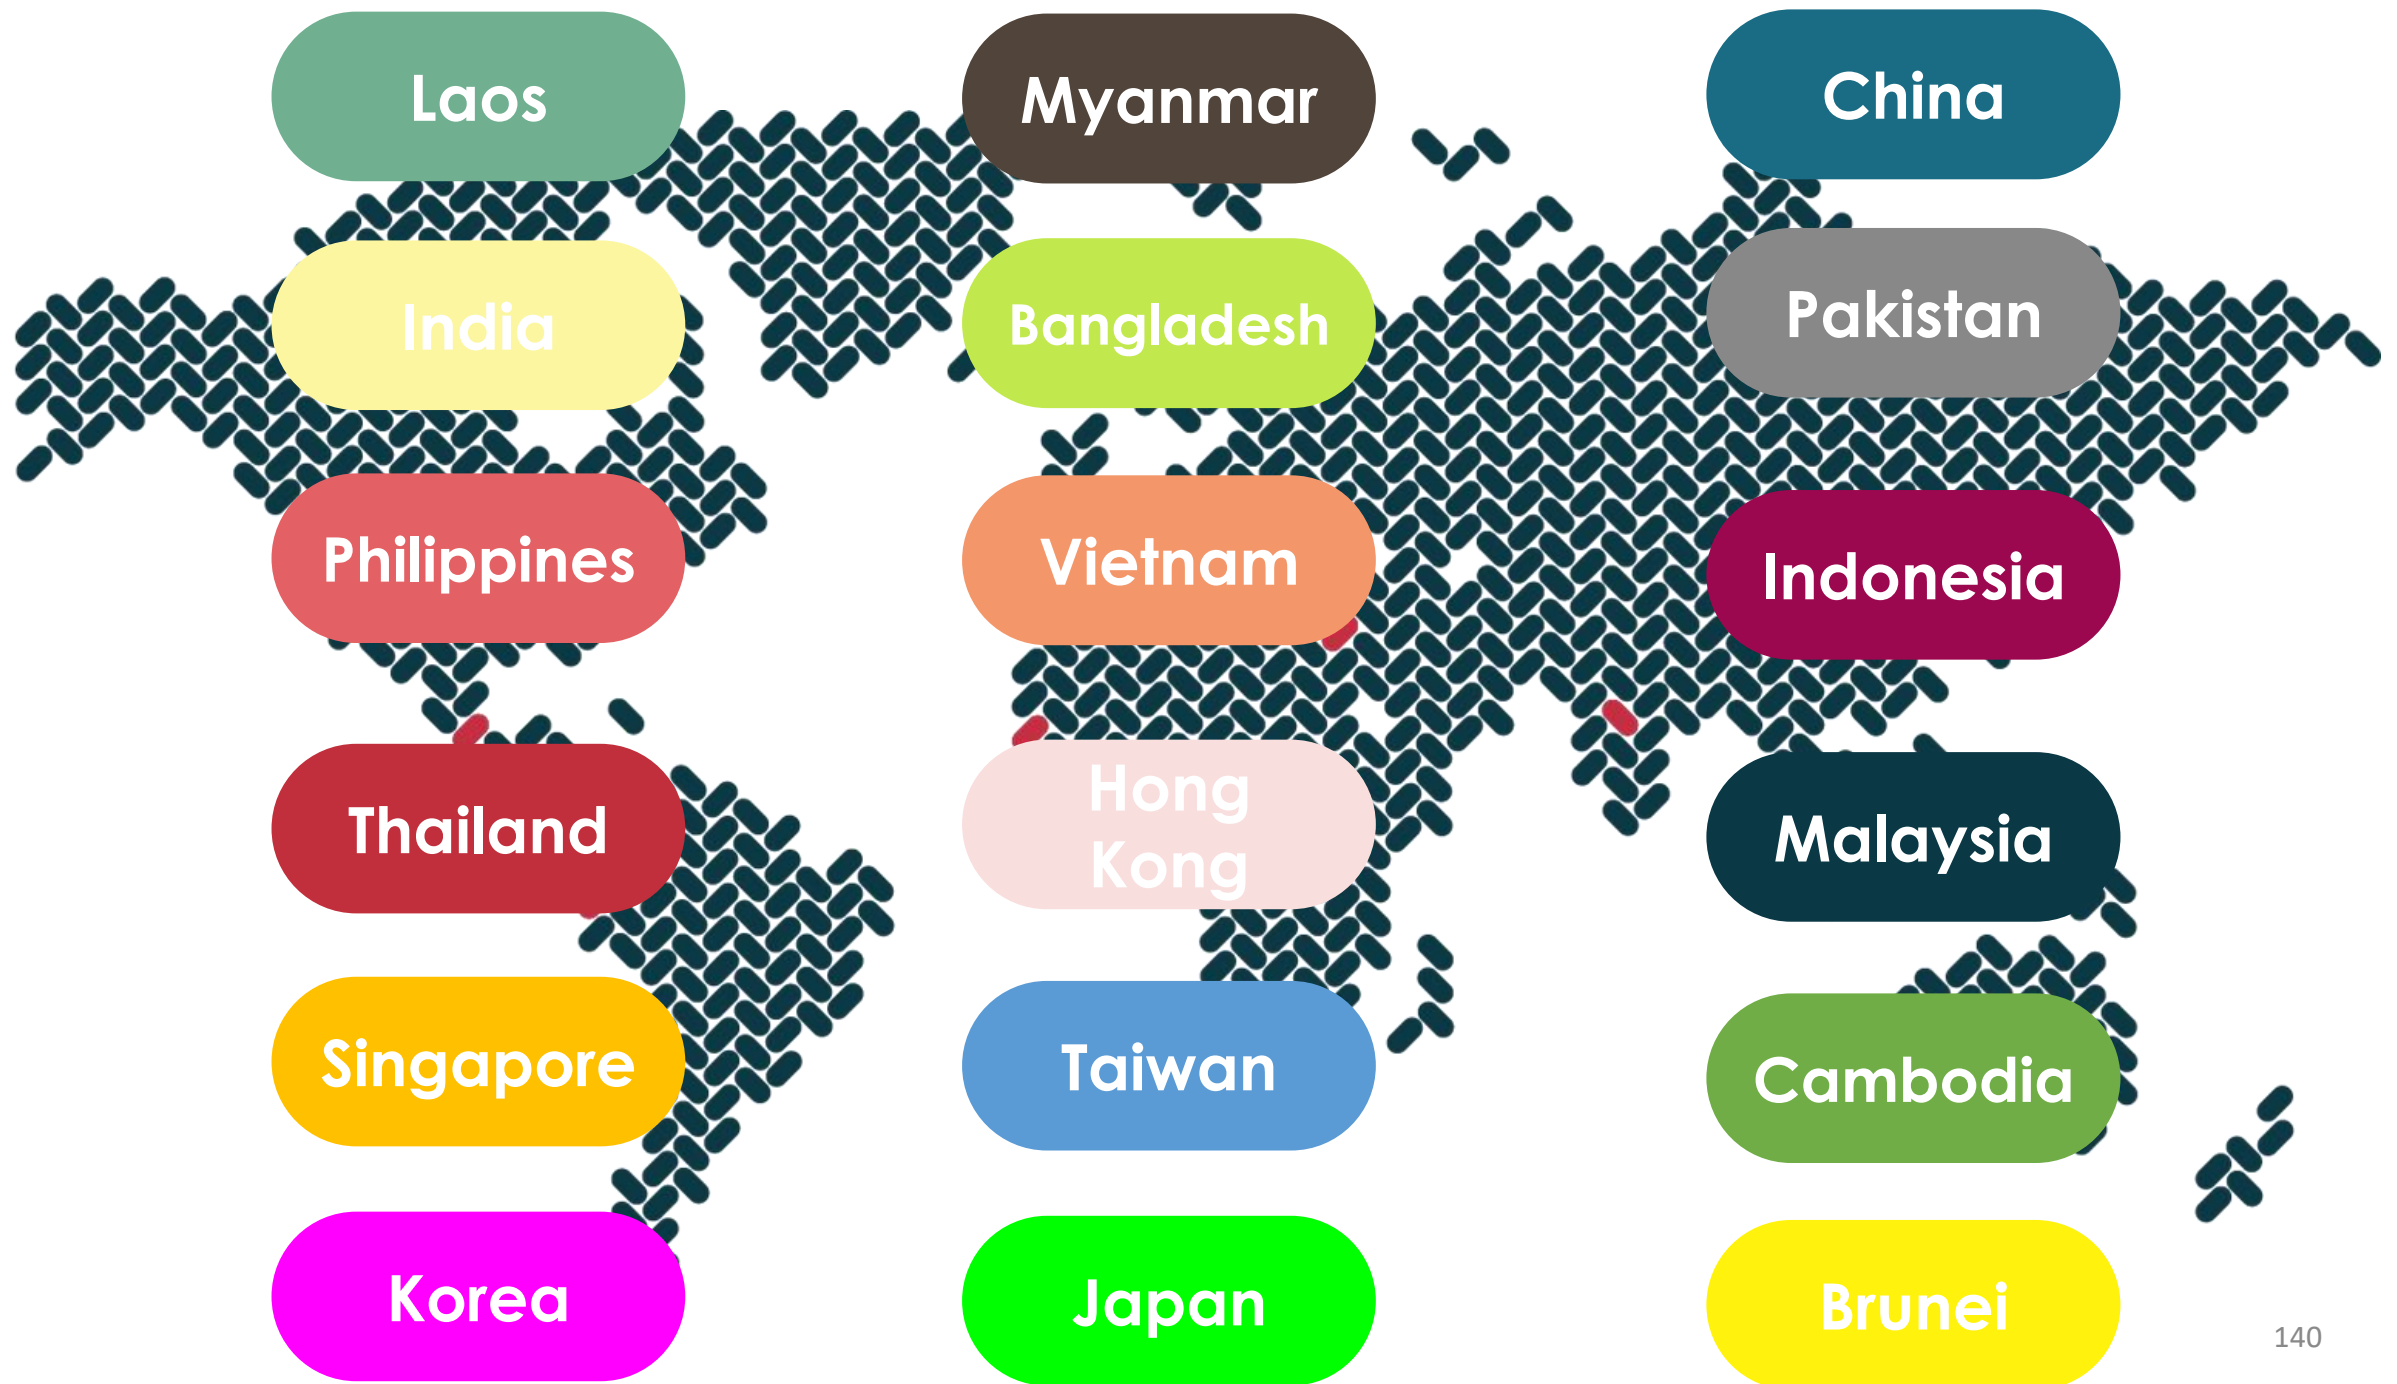 Laos
Myanmar
China
India
Bangladesh
Pakistan
Philippines
Vietnam
Indonesia
Thailand
Hong
Kong
Malaysia
Singapore
Taiwan
Cambodia
Korea
Japan
Brunei
140